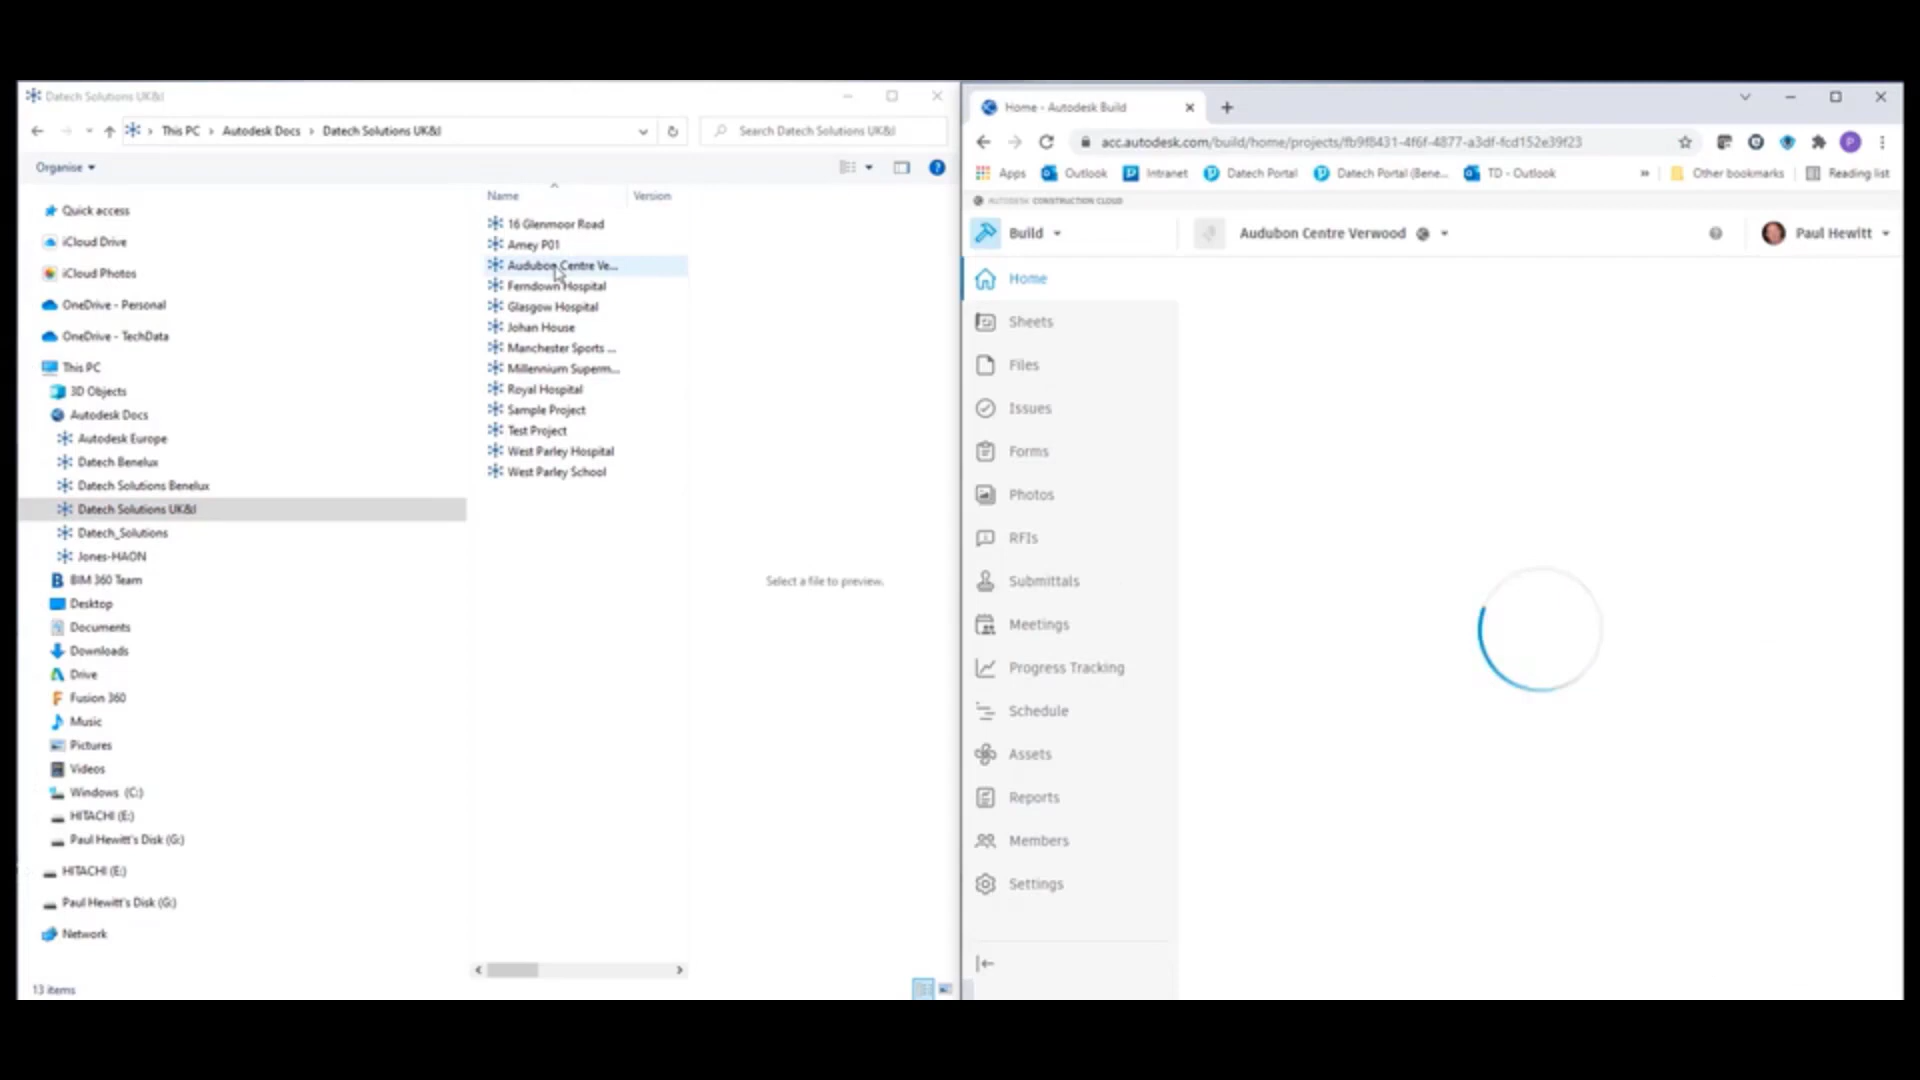 Datech Solutions UK&I
This PC > Autodesk Docs > Datech Solutions UK&I
Search Datech Solutions UK&I
Organise
Name
Version
Quick access
iCloud Drive
iCloud Photos
OneDrive - Personal
OneDrive - TechData
This PC
3D Objects
Autodesk Docs
Autodesk Europe
Datech Benelux
Datech Solutions Benelux
Datech Solutions UK&I
Datech_Solutions
Jones-HAON
BIM 360 Team
Desktop
Documents
Downloads
Drive
Fusion 360
Music
Pictures
Videos
Windows (C:)
HITACHI (E:)
Paul Hewitt's Disk (G:)
HITACHI (E:)
Paul Hewitt's Disk (G:)
Network
13 items
16 Glenmoor Road
Amey P01
Audubon Centre Ve...
Ferndown Hospital
Glasgow Hospital
Johan House
Manchester Sports ...
Millennium Superm...
Royal Hospital
Sample Project
Test Project
West Parley Hospital
West Parley School
Select a file to preview.
Home - Autodesk Build
acc.autodesk.com/build/home/projects/fb9f8431-4f6f-4877-a3df-fcd152e39f23
Apps
Outlook
Intranet
Datech Portal
Datech Portal (Bene...
TD - Outlook
»
Other bookmarks
Reading list
AUTODESK CONSTRUCTION CLOUD
Build
Audubon Centre Verwood
Paul Hewitt
Home
Sheets
Files
Issues
Forms
Photos
RFIs
Submittals
Meetings
Progress Tracking
Schedule
Assets
Reports
Members
Settings